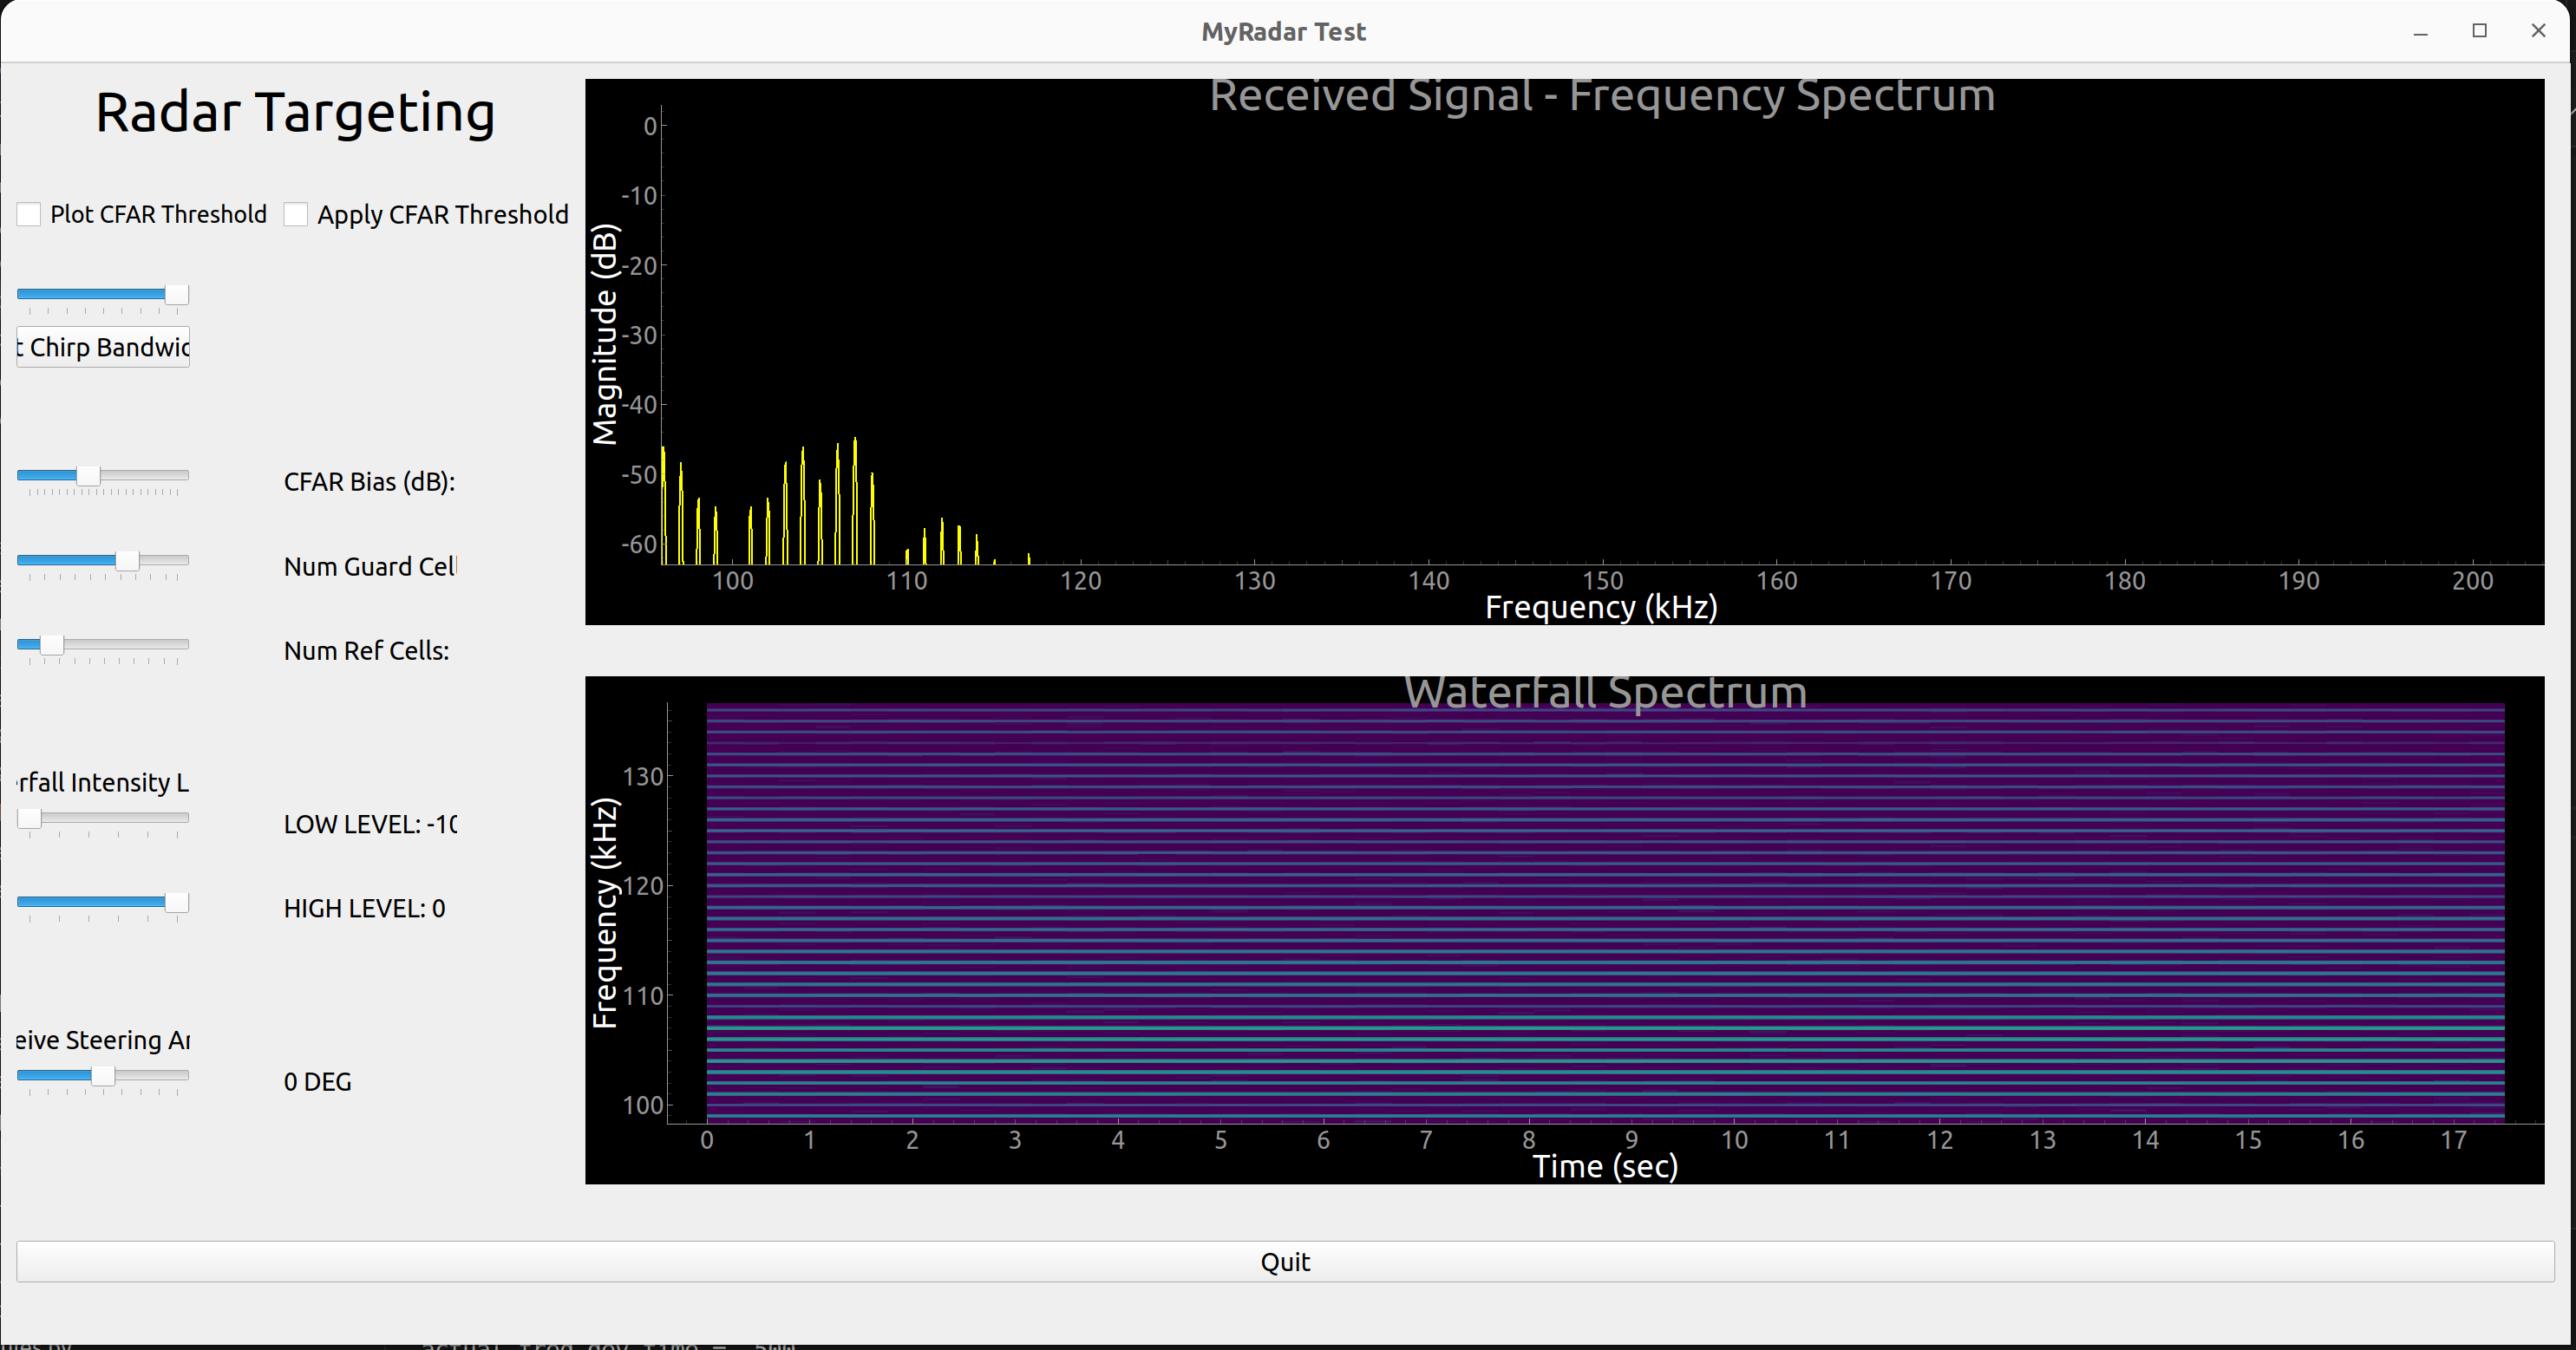 MyRadar Test
Radar Targeting
Plot CFAR Threshold
Apply CFAR Threshold
t Chirp Bandwic
CFAR Bias (dB):
Num Guard Cell
Num Ref Cells:
rfall Intensity L
LOW LEVEL: -10
HIGH LEVEL: 0
eive Steering Ar
0 DEG
Received Signal - Frequency Spectrum
Magnitude (dB)
0
-10
-20
-30
-40
-50
-60
100 110 120 130 140 150 160 170 180 190 200
Frequency (kHz)
Waterfall Spectrum
Frequency (kHz)
130
120
110
100
0 1 2 3 4 5 6 7 8 9 10 11 12 13 14 15 16 17
Time (sec)
Quit